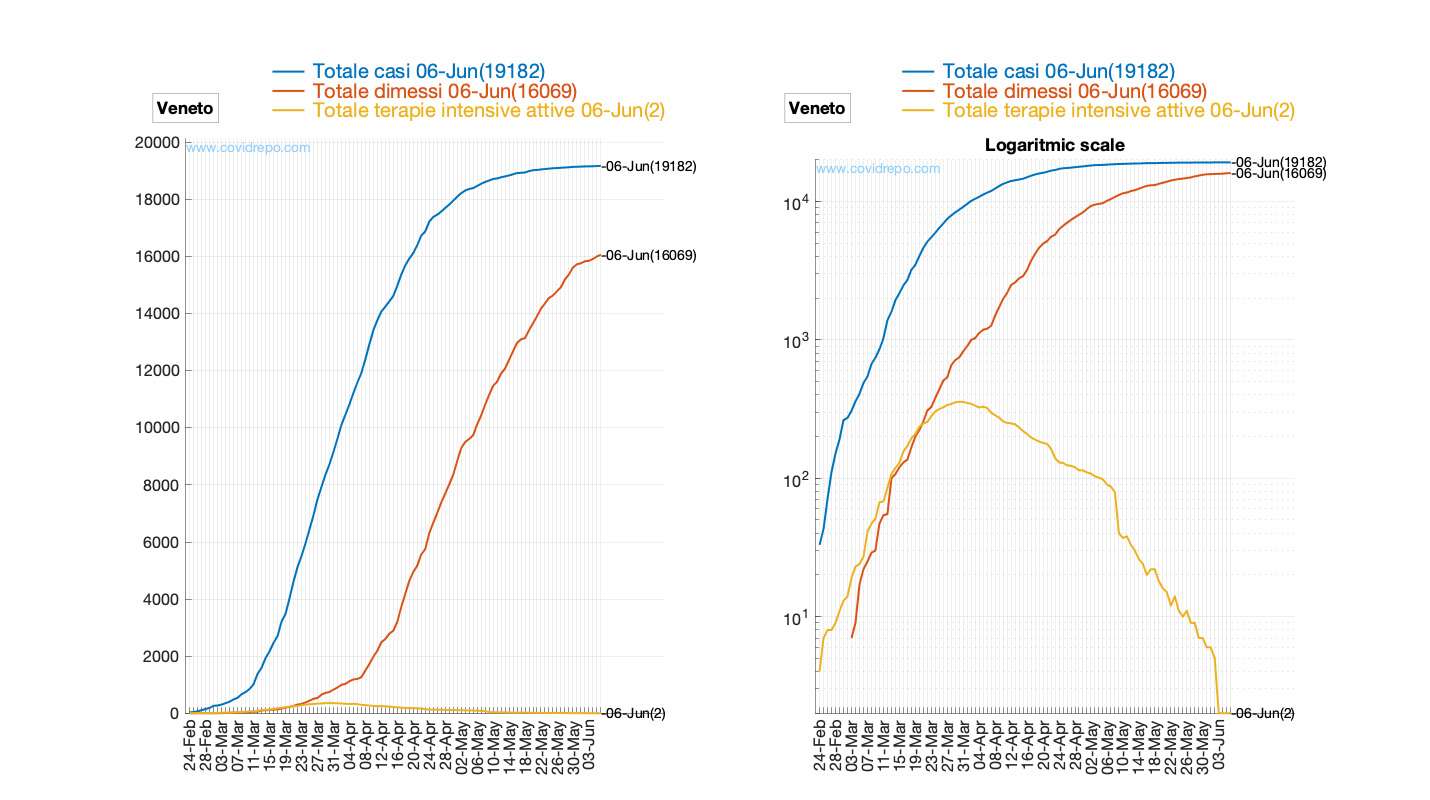 Totale casi 06-Jun(19182)
Totale dimessi 06-Jun(16069)
Totale terapie intensive attive 06-Jun(2)
Veneto
www.covidrepo.com
20000
18000
16000
14000
12000
10000
8000
6000
4000
2000
0
-06-Jun(19182)
-06-Jun(16069)
-06-Jun(2)
24-Feb
28-Feb
03-Mar
07-Mar
11-Mar
15-Mar
19-Mar
23-Mar
27-Mar
31-Mar
04-Apr
08-Apr
12-Apr
16-Apr
20-Apr
24-Apr
28-Apr
02-May
06-May
10-May
14-May
18-May
22-May
26-May
30-May
03-Jun
Totale casi 06-Jun(19182)
Totale dimessi 06-Jun(16069)
Totale terapie intensive attive 06-Jun(2)
Veneto
Logaritmic scale
www.covidrepo.com
10⁴
10³
10²
10¹
-06-Jun(19182)
-06-Jun(16069)
-06-Jun(2)
24-Feb
28-Feb
03-Mar
07-Mar
11-Mar
15-Mar
19-Mar
23-Mar
27-Mar
31-Mar
04-Apr
08-Apr
12-Apr
16-Apr
20-Apr
24-Apr
28-Apr
02-May
06-May
10-May
14-May
18-May
22-May
26-May
30-May
03-Jun